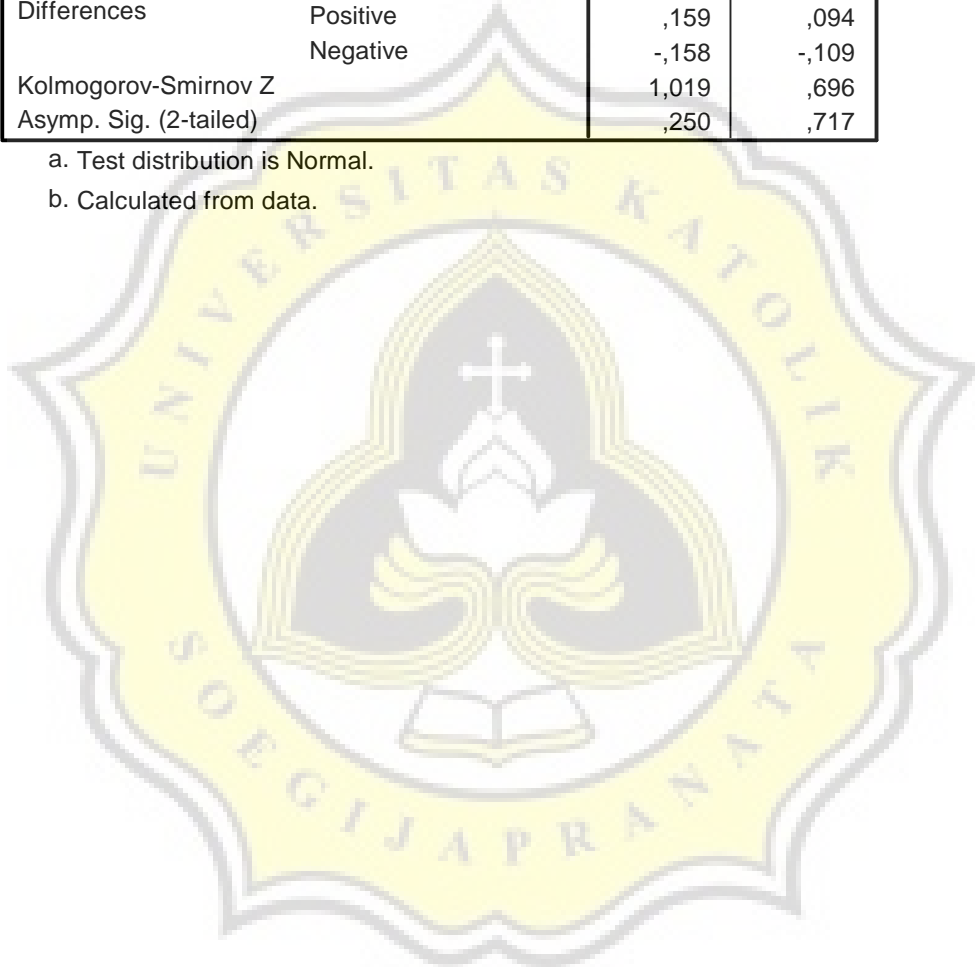 Differences Positive ,159 ,094
Negative -,158 -,109
Kolmogorov-Smirnov Z 1,019 ,696
Asymp. Sig. (2-tailed) ,250 ,717
a. Test distribution is Normal.
b. Calculated from data.
UNIVERSITAS KATOLIK
SOEGIJAPRANATA